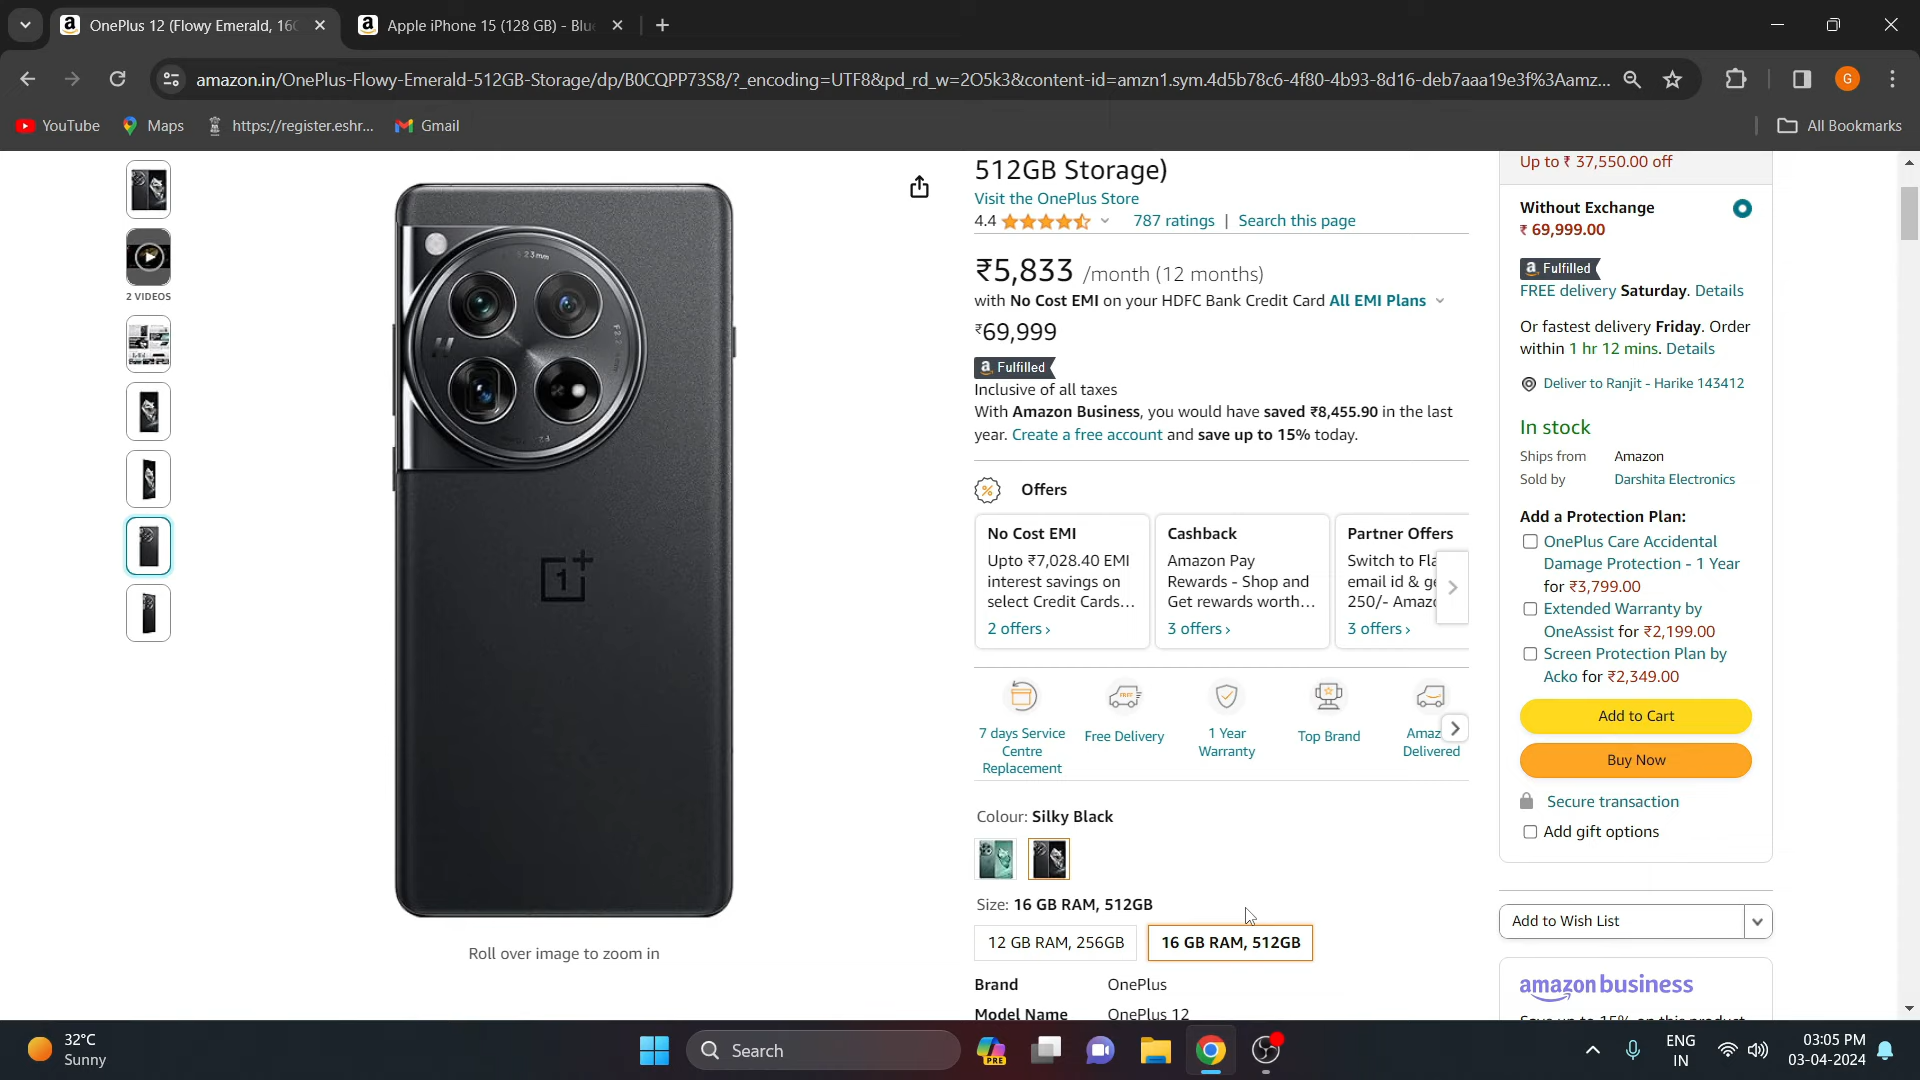 OnePlus 12 (Flowy Emerald, 16G
Apple iPhone 15 (128 GB) - Blu
amazon.in/OnePlus-Flowy-Emerald-512GB-Storage/dp/B0CQPP73S8/?_encoding=UTF8&pd_rd_w=2O5k3&content-id=amzn1.sym.4d5b78c6-4f80-4b93-8d16-deb7aaa19e3f%3Aamz...
G
YouTube
Maps
https://register.eshr...
Gmail
All Bookmarks
2 VIDEOS
23mm
H
Roll over image to zoom in
512GB Storage)
Visit the OnePlus Store
4.4
787 ratings | Search this page
₹5,833 /month (12 months)
with No Cost EMI on your HDFC Bank Credit Card All EMI Plans
₹69,999
a Fulfilled
Inclusive of all taxes
With Amazon Business, you would have saved ₹8,455.90 in the last
year. Create a free account and save up to 15% today.
Offers
No Cost EMI
Upto ₹7,028.40 EMI
interest savings on
select Credit Cards...
2 offers ›
Cashback
Amazon Pay
Rewards - Shop and
Get rewards worth...
3 offers ›
Partner Offers
Switch to Fla
email id & ge
250/- Amazo
3 offers ›
7 days Service
Centre
Replacement
Free Delivery
1 Year
Warranty
Top Brand
Amaz
Delivered
Colour: Silky Black
Size: 16 GB RAM, 512GB
12 GB RAM, 256GB
16 GB RAM, 512GB
Brand OnePlus
Model Name OnePlus 12
Up to ₹ 37,550.00 off
Without Exchange
₹ 69,999.00
a Fulfilled
FREE delivery Saturday. Details
Or fastest delivery Friday. Order
within 1 hr 12 mins. Details
Deliver to Ranjit - Harike 143412
In stock
Ships from Amazon
Sold by Darshita Electronics
Add a Protection Plan:
OnePlus Care Accidental
Damage Protection - 1 Year
for ₹3,799.00
Extended Warranty by
OneAssist for ₹2,199.00
Screen Protection Plan by
Acko for ₹2,349.00
Add to Cart
Buy Now
Secure transaction
Add gift options
Add to Wish List
amazon business
32°C
Sunny
Search
PRE
ENG
IN
03:05 PM
03-04-2024